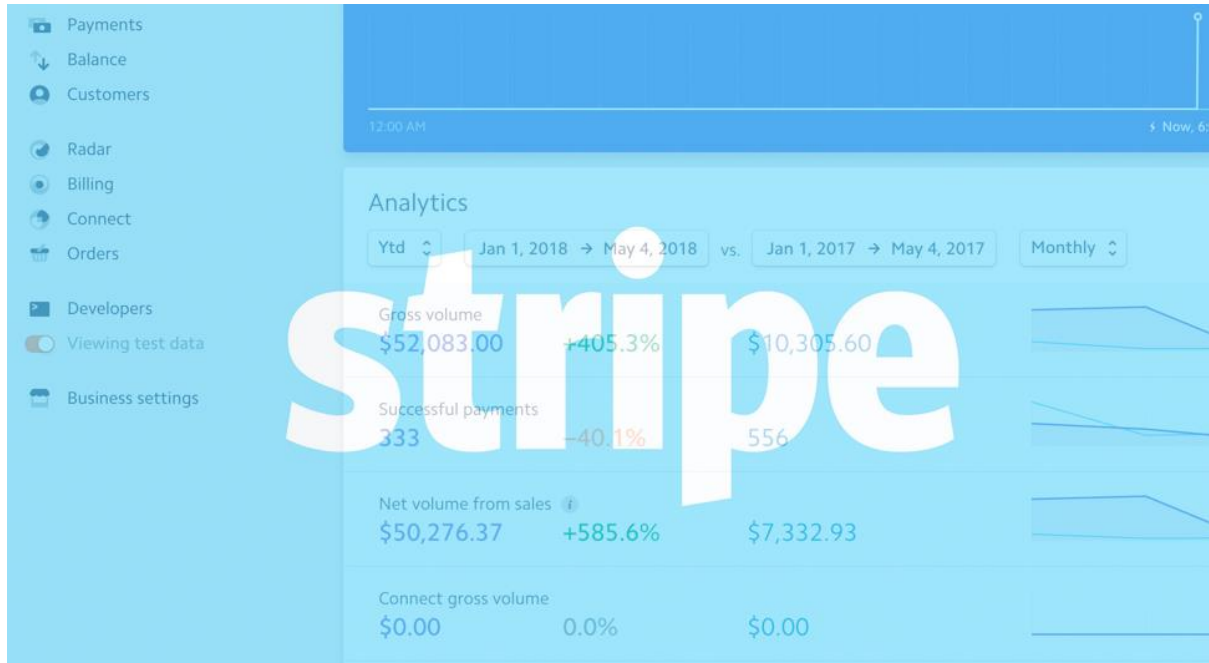 Payments
Balance
Customers
Radar
Billing
Connect
Orders
Developers
Viewing test data
Business settings
12:00 AM
Now, 6:
Analytics
Ytd Jan 1, 2018 → May 4, 2018 vs. Jan 1, 2017 → May 4, 2017 Monthly
stripe
Gross volume
$52,083.00 +405.3% $10,305.60
Successful payments
333 –40.1% 556
Net volume from sales i
$50,276.37 +585.6% $7,332.93
Connect gross volume
$0.00 0.0% $0.00